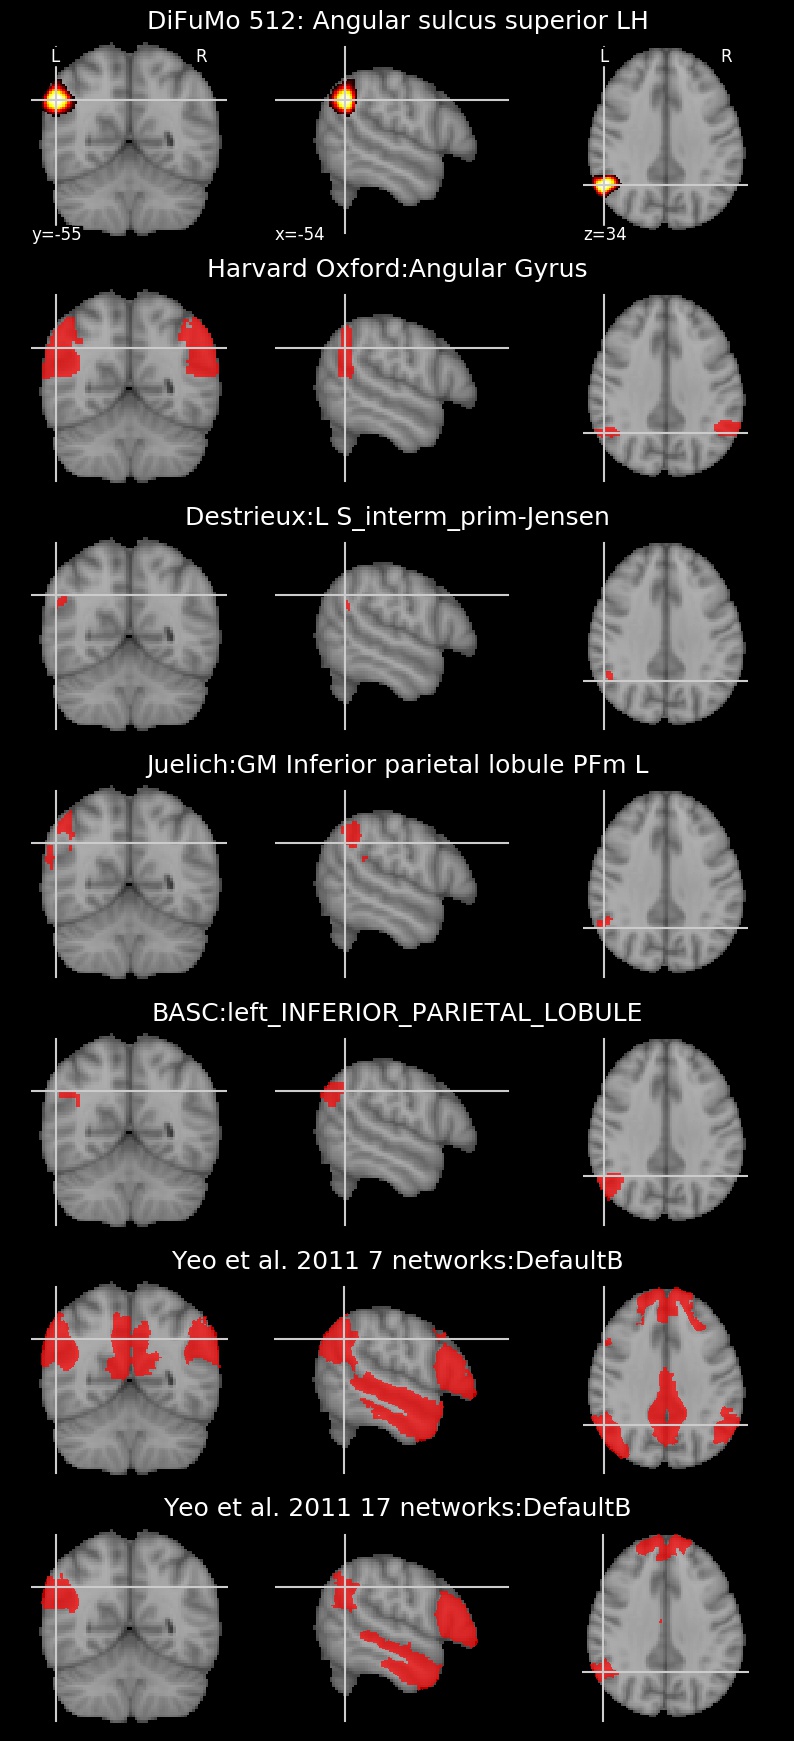 DiFuMo 512: Angular sulcus superior LH
L R L R
y=-55 x=-54 z=34
Harvard Oxford:Angular Gyrus
Destrieux:L S_interm_prim-Jensen
Juelich:GM Inferior parietal lobule PFm L
BASC:left_INFERIOR_PARIETAL_LOBULE
Yeo et al. 2011 7 networks:DefaultB
Yeo et al. 2011 17 networks:DefaultB